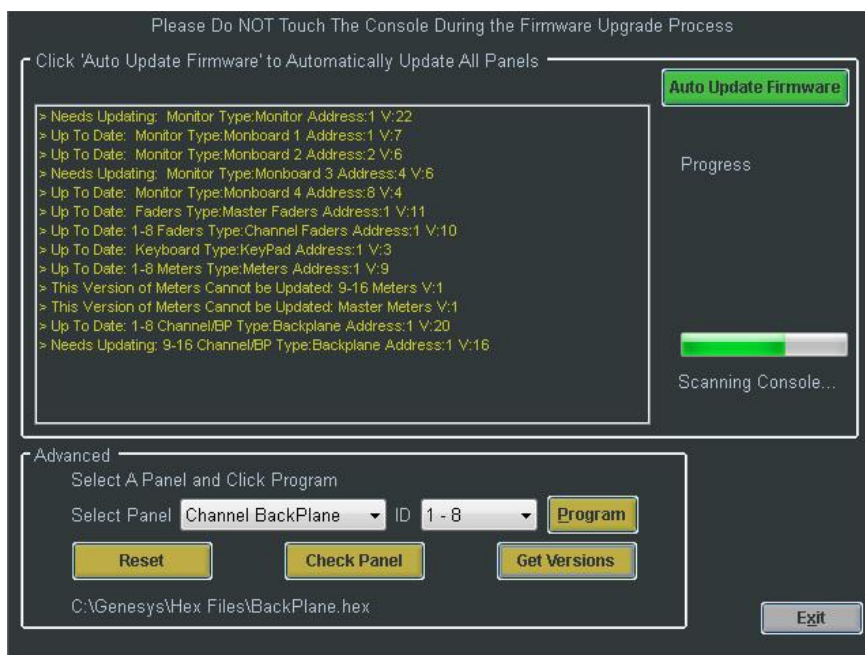 Please Do NOT Touch The Console During the Firmware Upgrade Process
Click 'Auto Update Firmware' to Automatically Update All Panels
Auto Update Firmware
> Needs Updating:  Monitor Type:Monitor Address:1 V:22
> Up To Date:  Monitor Type:Monboard 1 Address:1 V:7
> Up To Date:  Monitor Type:Monboard 2 Address:2 V:6
> Needs Updating:  Monitor Type:Monboard 3 Address:4 V:6
> Up To Date:  Monitor Type:Monboard 4 Address:8 V:4
> Up To Date:  Faders Type:Master Faders Address:1 V:11
> Up To Date: 1-8 Faders Type:Channel Faders Address:1 V:10
> Up To Date:  Keyboard Type:KeyPad Address:1 V:3
> Up To Date: 1-8 Meters Type:Meters Address:1 V:9
> This Version of Meters Cannot be Updated: 9-16 Meters V:1
> This Version of Meters Cannot be Updated: Master Meters V:1
> Up To Date: 1-8 Channel/BP Type:Backplane Address:1 V:20
> Needs Updating: 9-16 Channel/BP Type:Backplane Address:1 V:16
Progress
Scanning Console...
Advanced
Select A Panel and Click Program
Select Panel Channel BackPlane ID 1 - 8 Program
Reset Check Panel Get Versions
C:\Genesys\Hex Files\BackPlane.hex
Exit